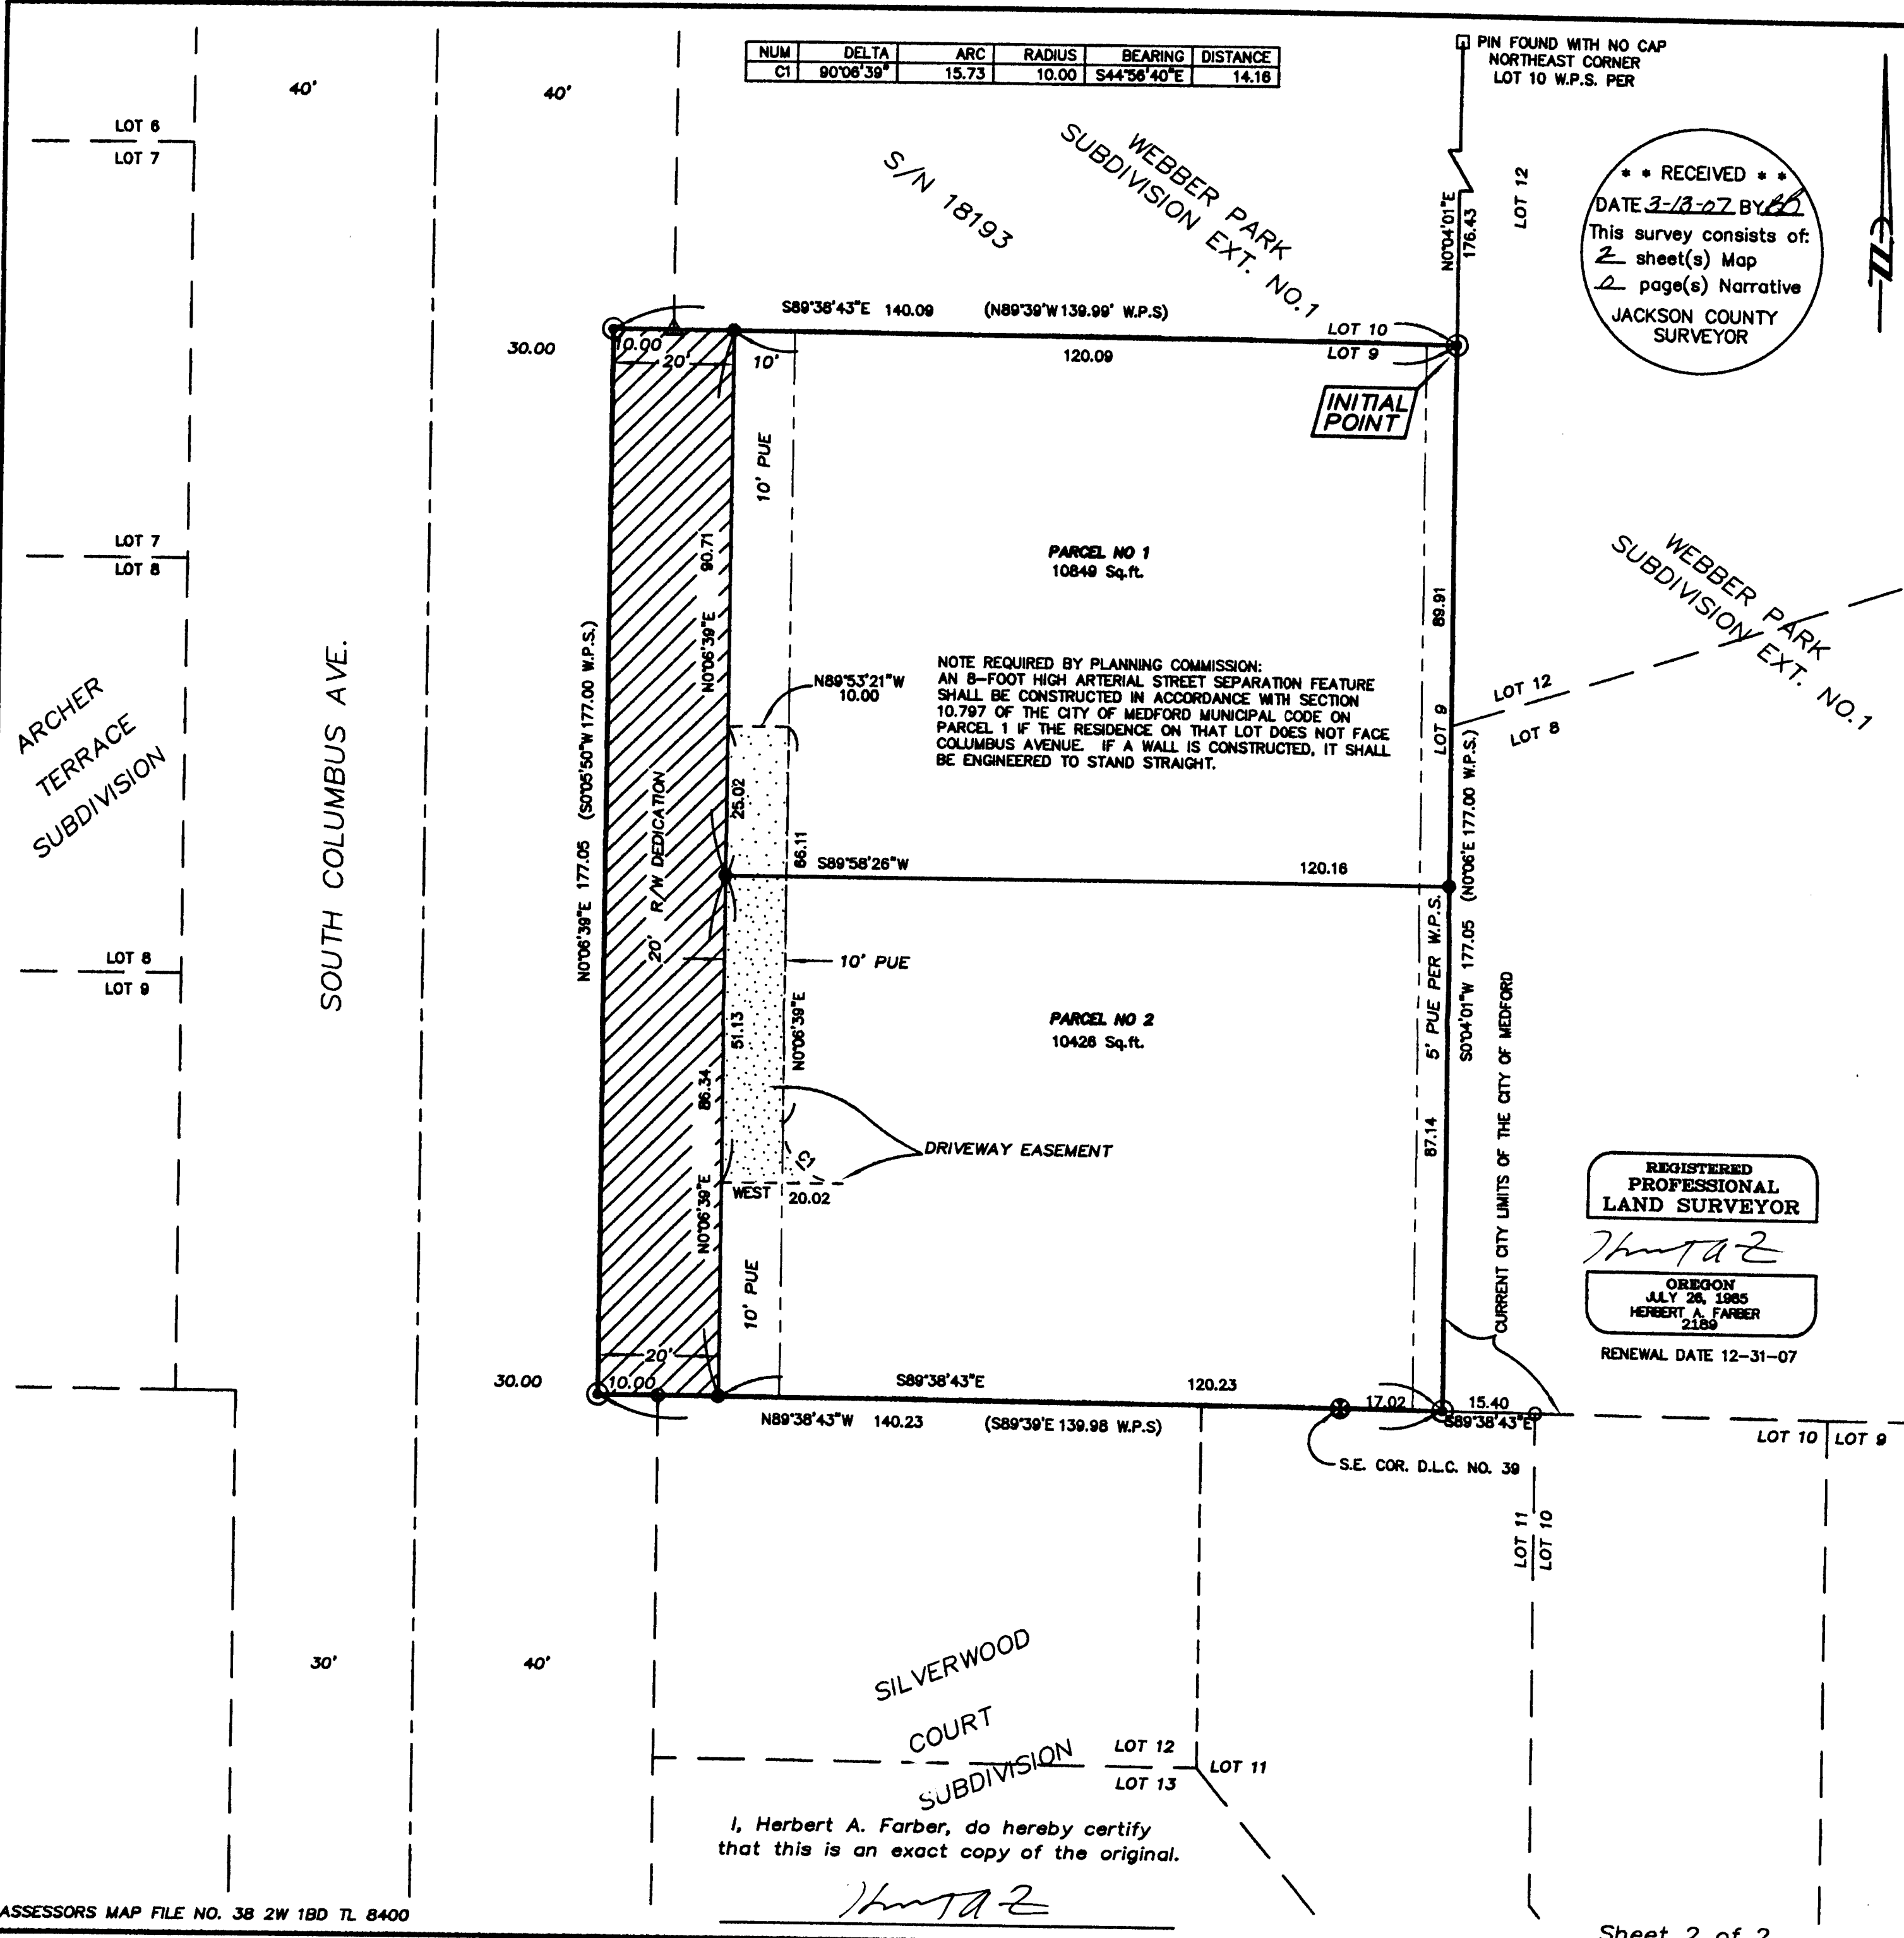 NUM DELTA ARC RADIUS BEARING DISTANCE
C1 90°06'39" 15.73 10.00 S44°56'40"E 14.16
PIN FOUND WITH NO CAP
NORTHEAST CORNER
LOT 10 W.P.S. PER
40'
40'
LOT 6
LOT 7
S/N 18193
WEBBER PARK
SUBDIVISION EXT. NO.1
N0°04'01"E
176.43
LOT 12
* * RECEIVED * *
DATE 3-13-07 BY BB
This survey consists of:
2 sheet(s) Map
0 page(s) Narrative
JACKSON COUNTY
SURVEYOR
S89°38'43"E 140.09 (N89°39'W 139.99' W.P.S)
LOT 10
LOT 9
30.00
10.00
20'
10'
120.09
INITIAL
POINT
10' PUE
LOT 7
LOT 8
90.71
N0°06'39"E
PARCEL NO 1
10849 Sq.ft.
89.91
WEBBER PARK
SUBDIVISION EXT. NO.1
N0°06'39"E 177.05 (S0°05'50"W 177.00 W.P.S.)
SOUTH COLUMBUS AVE.
ARCHER
TERRACE
SUBDIVISION
N89°53'21"W
10.00
NOTE REQUIRED BY PLANNING COMMISSION:
AN 8-FOOT HIGH ARTERIAL STREET SEPARATION FEATURE
SHALL BE CONSTRUCTED IN ACCORDANCE WITH SECTION
10.797 OF THE CITY OF MEDFORD MUNICIPAL CODE ON
PARCEL 1 IF THE RESIDENCE ON THAT LOT DOES NOT FACE
COLUMBUS AVENUE. IF A WALL IS CONSTRUCTED, IT SHALL
BE ENGINEERED TO STAND STRAIGHT.
LOT 9
LOT 12
LOT 8
20' R/W DEDICATION
25.02
66.11
S89°58'26"W
120.16
S0°04'01"W 177.05 (N0°06'E 177.00 W.P.S.)
5' PUE PER W.P.S.
LOT 8
LOT 9
10' PUE
51.13
N0°06'39"E
PARCEL NO 2
10428 Sq.ft.
86.34
N0°06'39"E
87.14
CURRENT CITY LIMITS OF THE CITY OF MEDFORD
DRIVEWAY EASEMENT
C1
WEST 20.02
10' PUE
REGISTERED
PROFESSIONAL
LAND SURVEYOR
OREGON
JULY 26, 1985
HERBERT A. FARBER
2189
RENEWAL DATE 12-31-07
20'
30.00
10.00
S89°38'43"E
120.23
17.02
15.40
S89°38'43"E
N89°38'43"W 140.23 (S89°39'E 139.98 W.P.S)
LOT 10
LOT 9
S.E. COR. D.L.C. NO. 39
LOT 11
LOT 10
30'
40'
SILVERWOOD
COURT
SUBDIVISION
LOT 12
LOT 13
LOT 11
I, Herbert A. Farber, do hereby certify
that this is an exact copy of the original.
ASSESSORS MAP FILE NO. 38 2W 1BD TL 8400
Sheet 2 of 2